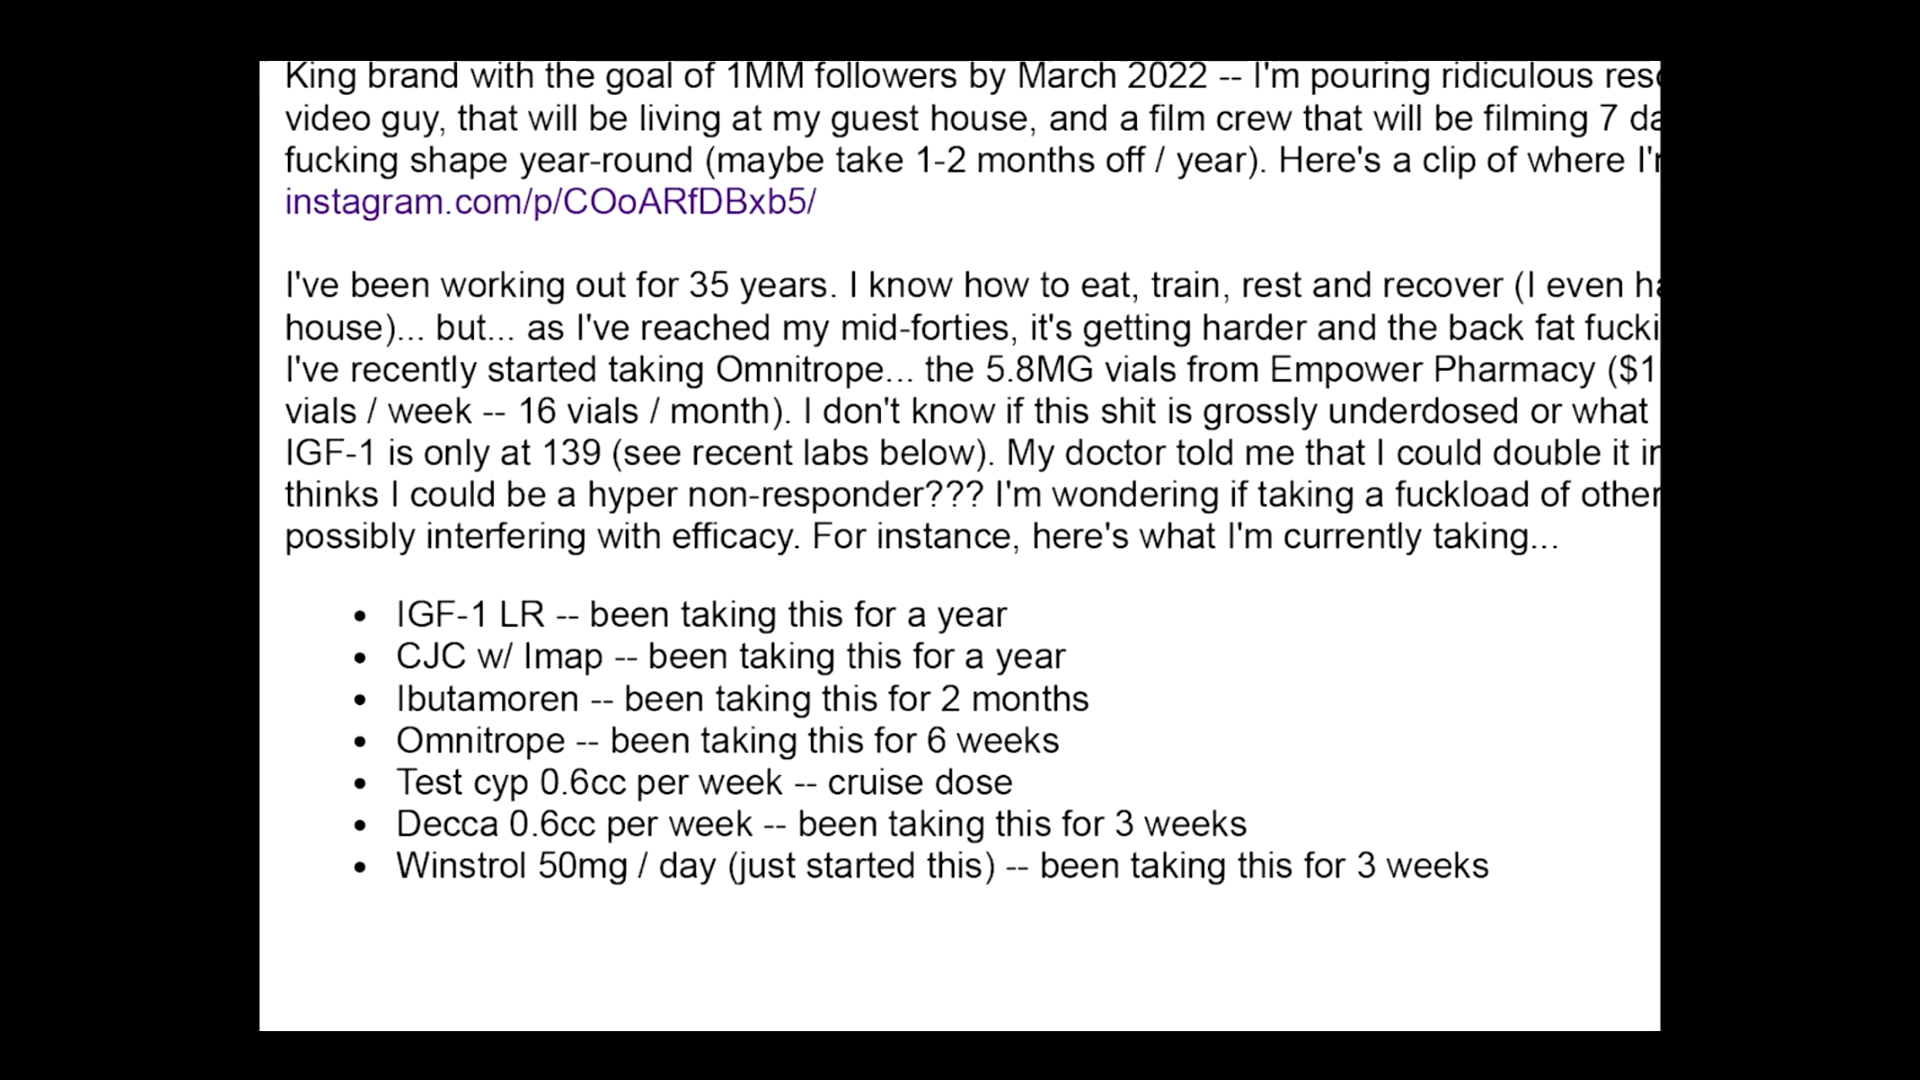 King brand with the goal of 1MM followers by March 2022 -- I'm pouring ridiculous
video guy, that will be living at my guest house, and a film crew that will be filming 7
fucking shape year-round (maybe take 1-2 months off / year). Here's a clip of where
instagram.com/p/COoARfDBxb5/
I've been working out for 35 years. I know how to eat, train, rest and recover (I even
house)... but... as I've reached my mid-forties, it's getting harder and the back fat
I've recently started taking Omnitrope... the 5.8MG vials from Empower Pharmacy ($1
vials / week -- 16 vials / month). I don't know if this shit is grossly underdosed or what
IGF-1 is only at 139 (see recent labs below). My doctor told me that I could double it
thinks I could be a hyper non-responder??? I'm wondering if taking a fuckload of other
possibly interfering with efficacy. For instance, here's what I'm currently taking...
• IGF-1 LR -- been taking this for a year
• CJC w/ Imap -- been taking this for a year
• Ibutamoren -- been taking this for 2 months
• Omnitrope -- been taking this for 6 weeks
• Test cyp 0.6cc per week -- cruise dose
• Decca 0.6cc per week -- been taking this for 3 weeks
• Winstrol 50mg / day (just started this) -- been taking this for 3 weeks